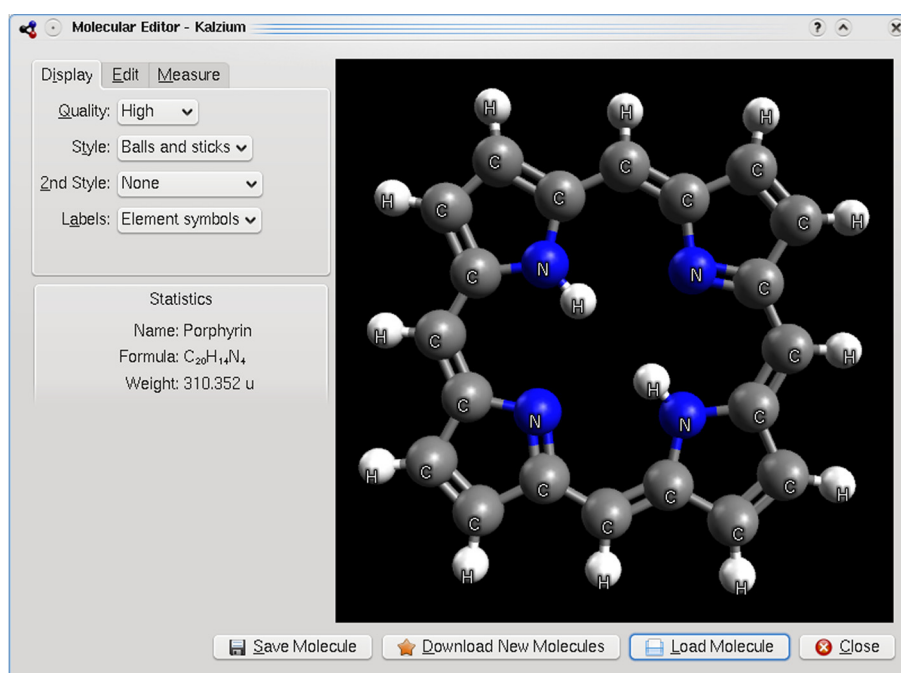 Molecular Editor - Kalzium
Display Edit Measure
Quality: High
Style: Balls and sticks
2nd Style: None
Labels: Element symbols
Statistics
Name: Porphyrin
Formula: C₂₀H₁₄N₄
Weight: 310.352 u
H H H
C C C
H C C C C H
C N N C
H
H C C H
H
C N N C
H C C C C H
C C C
H H H
Save Molecule Download New Molecules Load Molecule Close